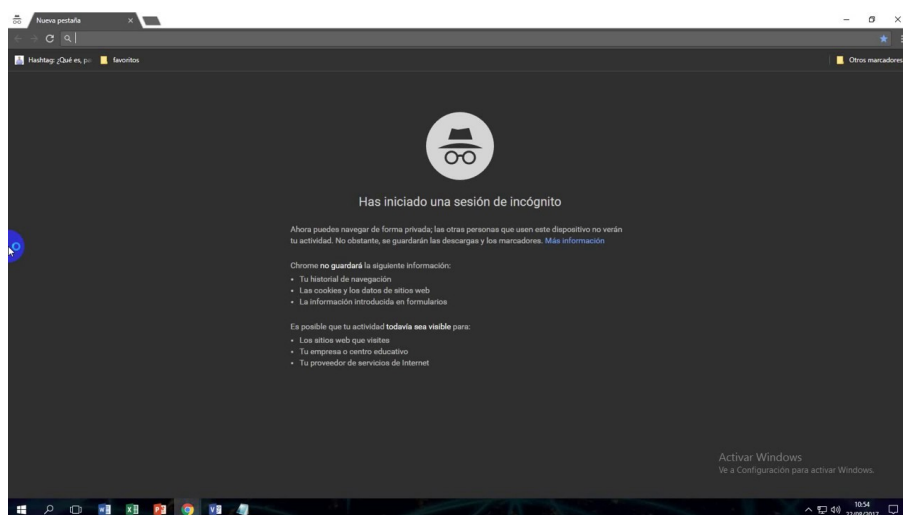 Nueva pestaña
Hashtag: ¿Qué es, pa
favoritos
Otros marcadores
Has iniciado una sesión de incógnito
Ahora puedes navegar de forma privada; las otras personas que usen este dispositivo no verán
tu actividad. No obstante, se guardarán las descargas y los marcadores. Más información
Chrome no guardará la siguiente información:
• Tu historial de navegación
• Las cookies y los datos de sitios web
• La información introducida en formularios
Es posible que tu actividad todavía sea visible para:
• Los sitios web que visites
• Tu empresa o centro educativo
• Tu proveedor de servicios de Internet
Activar Windows
Ve a Configuración para activar Windows.
10:54
22/08/2017